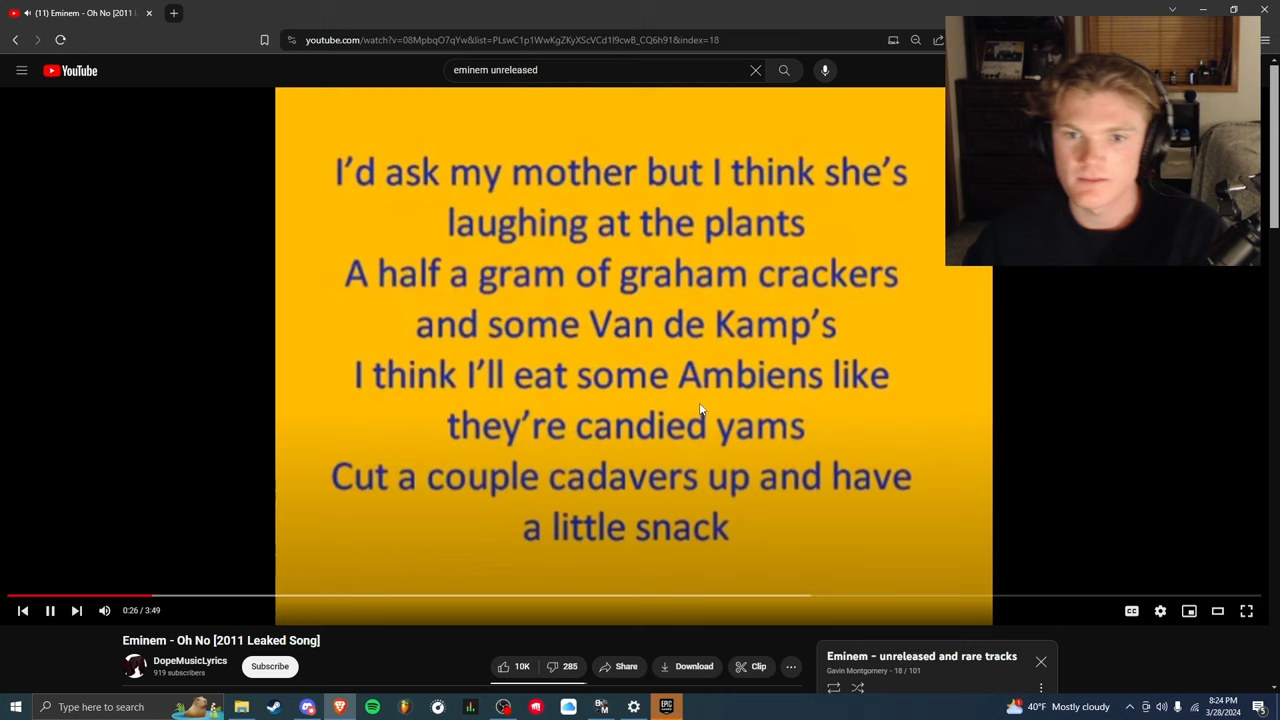 (11) Eminem - Oh No [2011 L
youtube.com/watch?v=08MpbqO7qYw&list=PLswC1p1WwKgZKyXScVCd1l9cwB_CQ6h91&index=18
YouTube
eminem unreleased
I'd ask my mother but I think she's
laughing at the plants
A half a gram of graham crackers
and some Van de Kamp's
I think I'll eat some Ambiens like
they're candied yams
Cut a couple cadavers up and have
a little snack
0:26 / 3:49
CC
Eminem - Oh No [2011 Leaked Song]
DopeMusicLyrics
919 subscribers
Subscribe
10K
285
Share
Download
Clip
Eminem - unreleased and rare tracks
Gavin Montgomery - 18 / 101
Type here to search
EPIC
GAMES
40°F Mostly cloudy
8:24 PM
3/28/2024